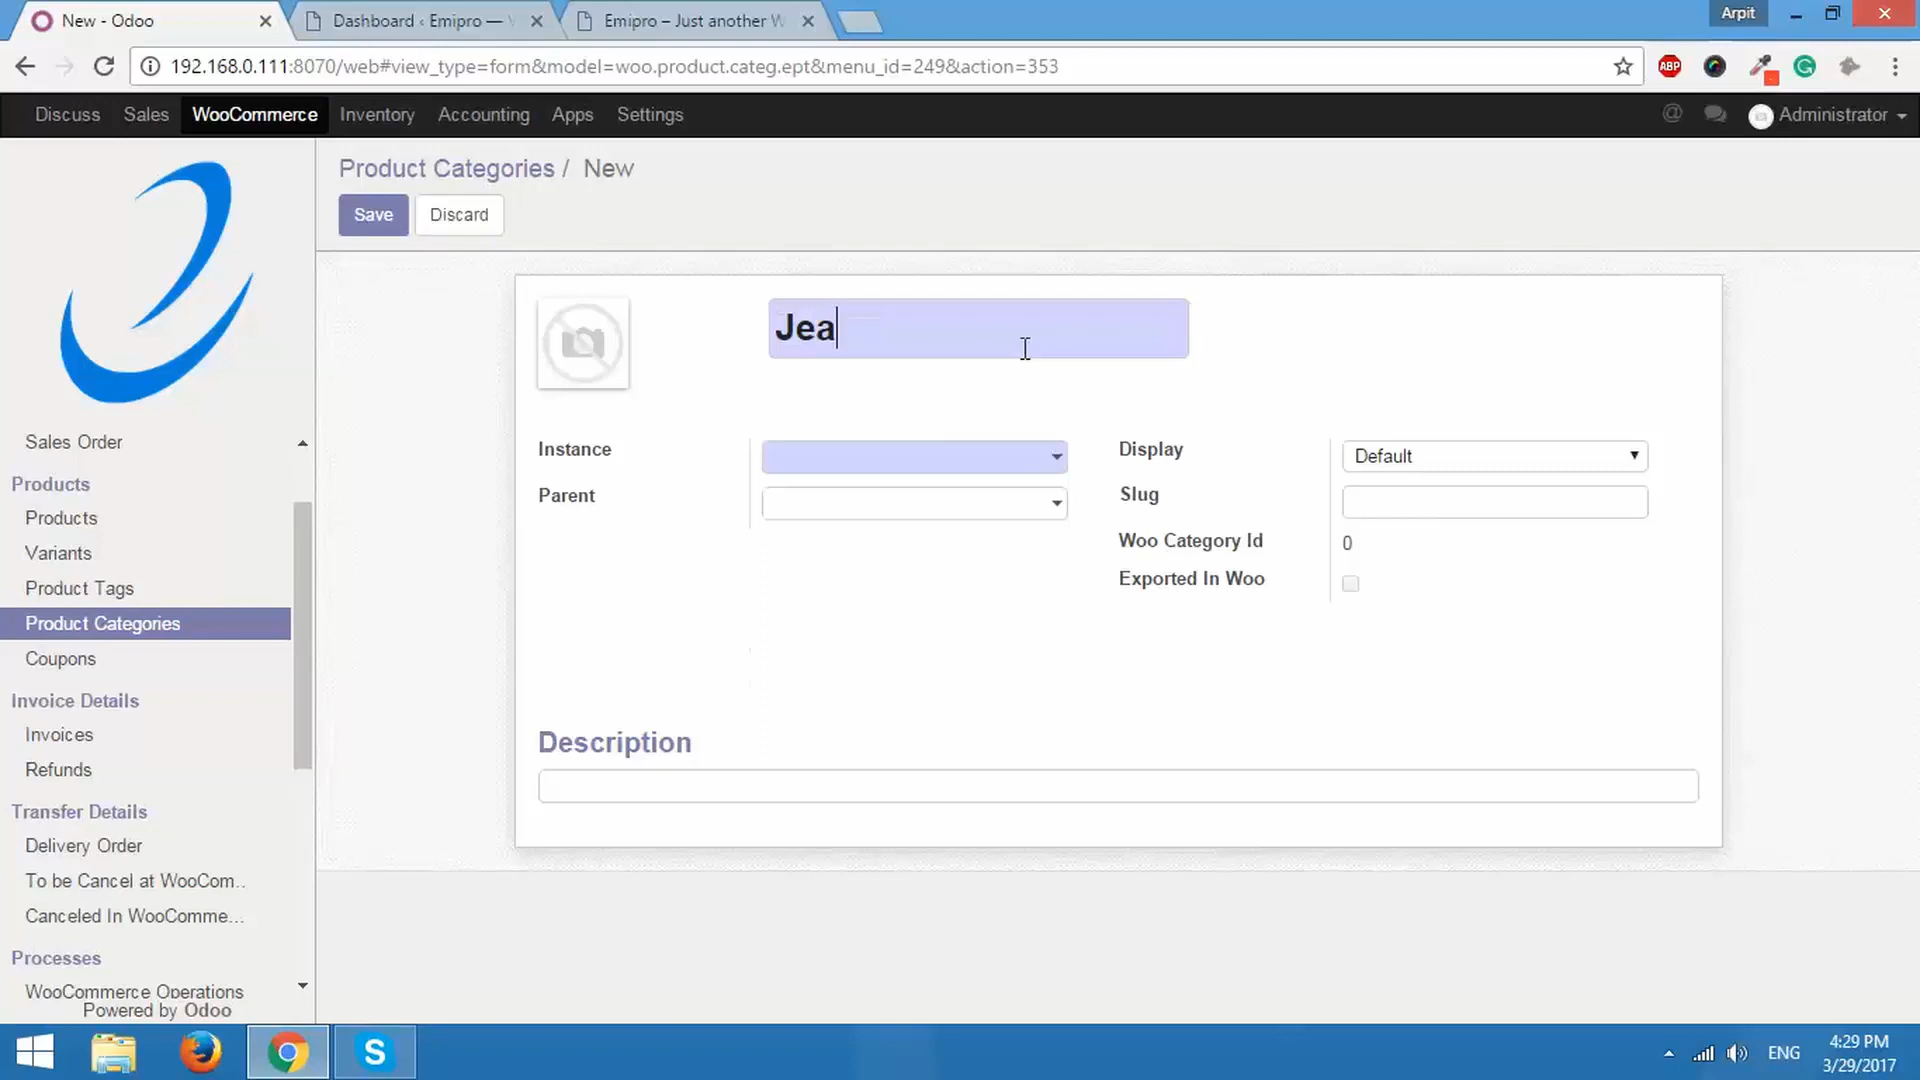 New - Odoo
Dashboard ‹ Emipro —
Emipro – Just another W
Arpit
192.168.0.111:8070/web#view_type=form&model=woo.product.categ.ept&menu_id=249&action=353
ABP
Discuss Sales WooCommerce Inventory Accounting Apps Settings
@ Administrator
Product Categories / New
Save Discard
Jea
Instance
Parent
Display Default
Slug
Woo Category Id 0
Exported In Woo
Description
Sales Order
Products
Products
Variants
Product Tags
Product Categories
Coupons
Invoice Details
Invoices
Refunds
Transfer Details
Delivery Order
To be Cancel at WooCom..
Canceled In WooComme...
Processes
WooCommerce Operations
Powered by Odoo
ENG
4:29 PM
3/29/2017